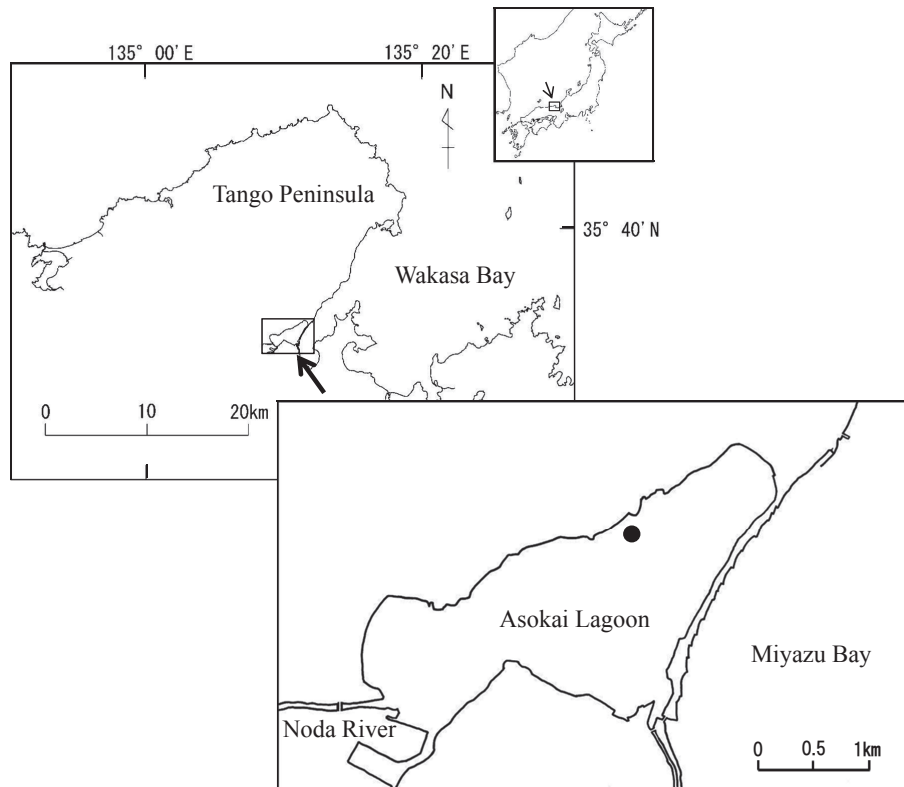 135° 00'E
135° 20'E
N
Tango Peninsula
35° 40'N
Wakasa Bay
0
10
20km
Asokai Lagoon
Miyazu Bay
Noda River
0
0.5
1km